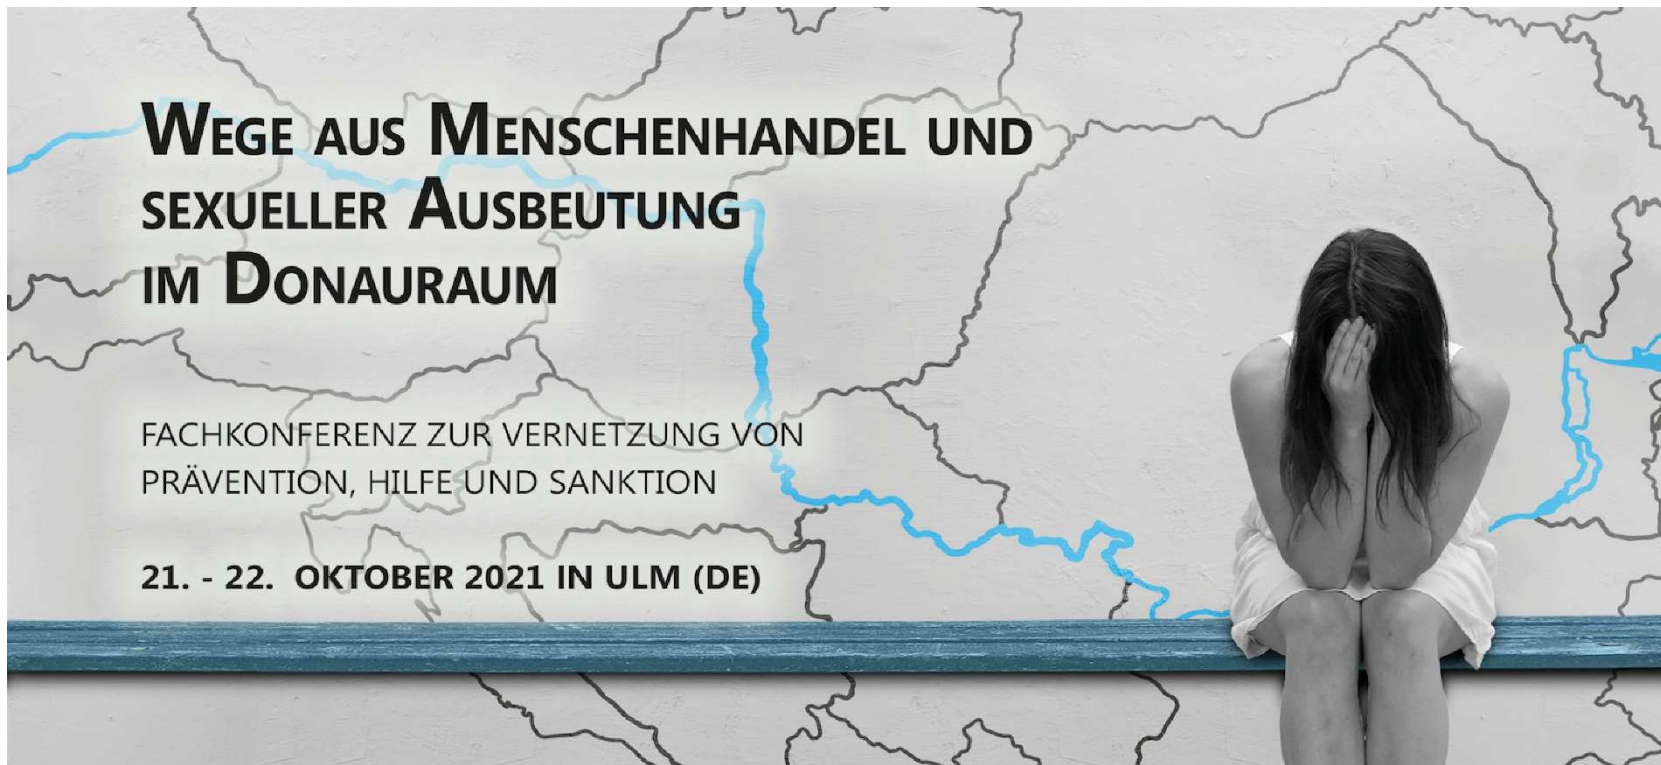 Wege aus Menschenhandel und
sexueller Ausbeutung
im Donauraum
FACHKONFERENZ ZUR VERNETZUNG VON
PRÄVENTION, HILFE UND SANKTION
21. - 22. OKTOBER 2021 IN ULM (DE)